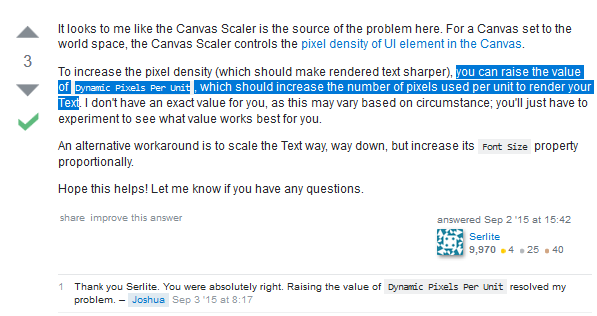 It looks to me like the Canvas Scaler is the source of the problem here. For a Canvas set to the
world space, the Canvas Scaler controls the pixel density of UI element in the Canvas.
3
To increase the pixel density (which should make rendered text sharper), you can raise the value
of Dynamic Pixels Per Unit, which should increase the number of pixels used per unit to render your
Text. I don't have an exact value for you, as this may vary based on circumstance; you'll just have to
experiment to see what value works best for you.
An alternative workaround is to scale the Text way, way down, but increase its Font Size property
proportionally.
Hope this helps! Let me know if you have any questions.
share improve this answer
answered Sep 2 '15 at 15:42
Serlite
9,970 4 25 40
1 Thank you Serlite. You were absolutely right. Raising the value of Dynamic Pixels Per Unit resolved my
problem. – Joshua Sep 3 '15 at 8:17